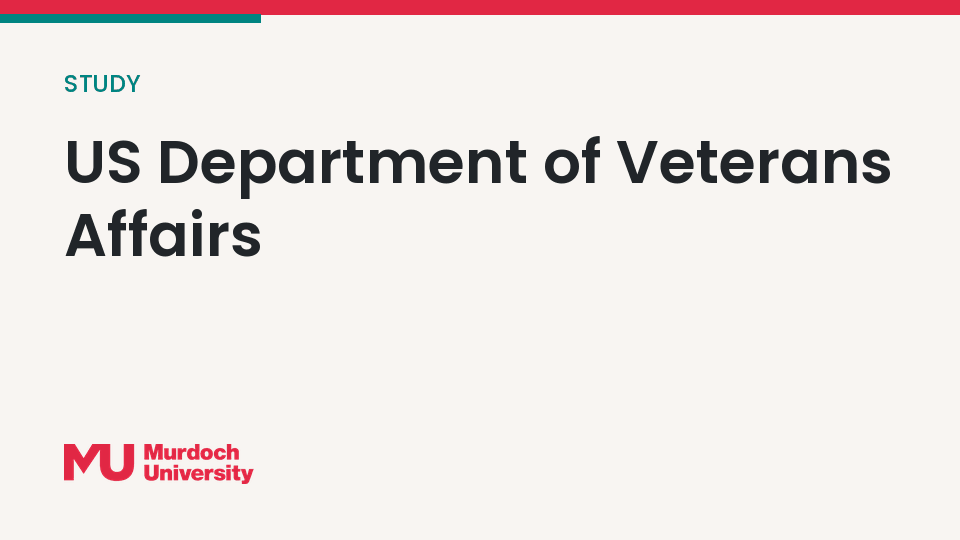 STUDY
US Department of Veterans
Affairs
MU Murdoch
University